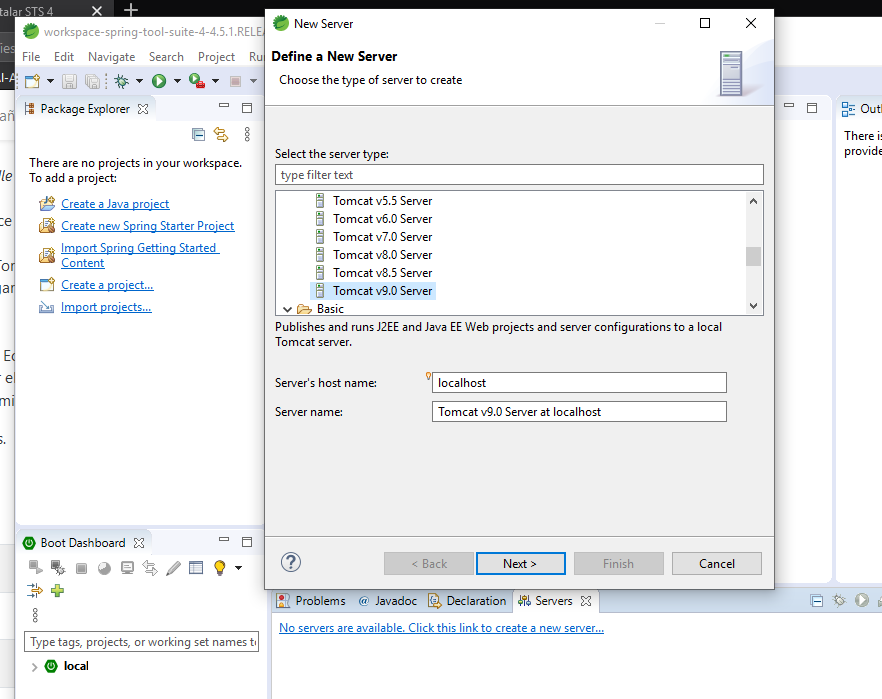 talar STS 4
workspace-spring-tool-suite-4-4.5.1.RELEA
File Edit Navigate Search Project Ru
Package Explorer
There are no projects in your workspace.
To add a project:
Create a Java project
Create new Spring Starter Project
Import Spring Getting Started
Content
Create a project...
Import projects...
New Server
Define a New Server
Choose the type of server to create
Select the server type:
type filter text
Tomcat v5.5 Server
Tomcat v6.0 Server
Tomcat v7.0 Server
Tomcat v8.0 Server
Tomcat v8.5 Server
Tomcat v9.0 Server
Basic
Publishes and runs J2EE and Java EE Web projects and server configurations to a local
Tomcat server.
Server's host name:
localhost
Server name:
Tomcat v9.0 Server at localhost
?
< Back
Next >
Finish
Cancel
Outl
There is
provide
Boot Dashboard
Type tags, projects, or working set names to
local
Problems
@ Javadoc
Declaration
Servers
No servers are available. Click this link to create a new server...